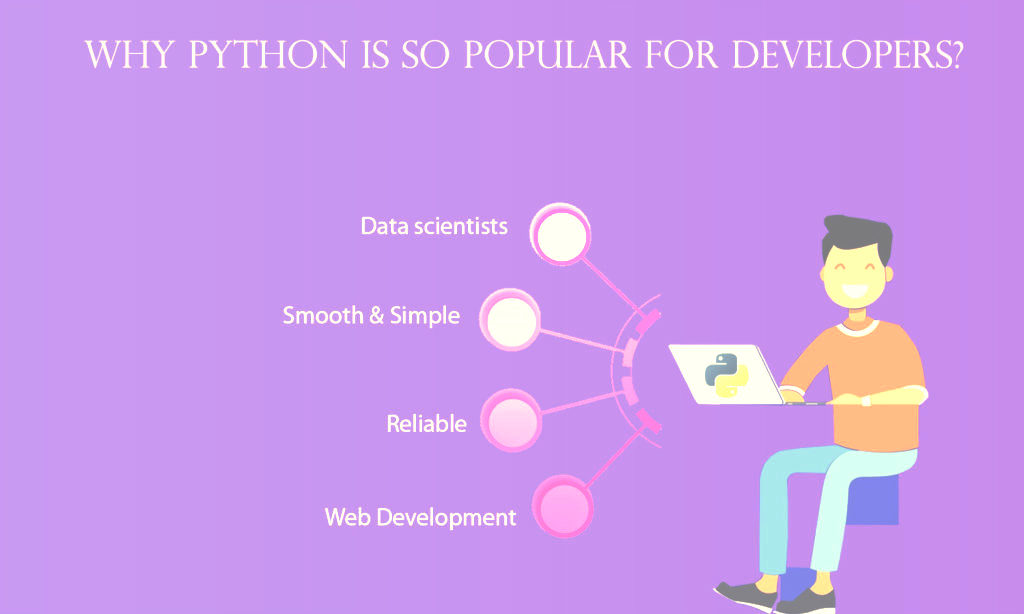 WHY PYTHON IS SO POPULAR FOR DEVELOPERS?
Data scientists
Smooth & Simple
Reliable
Web Development